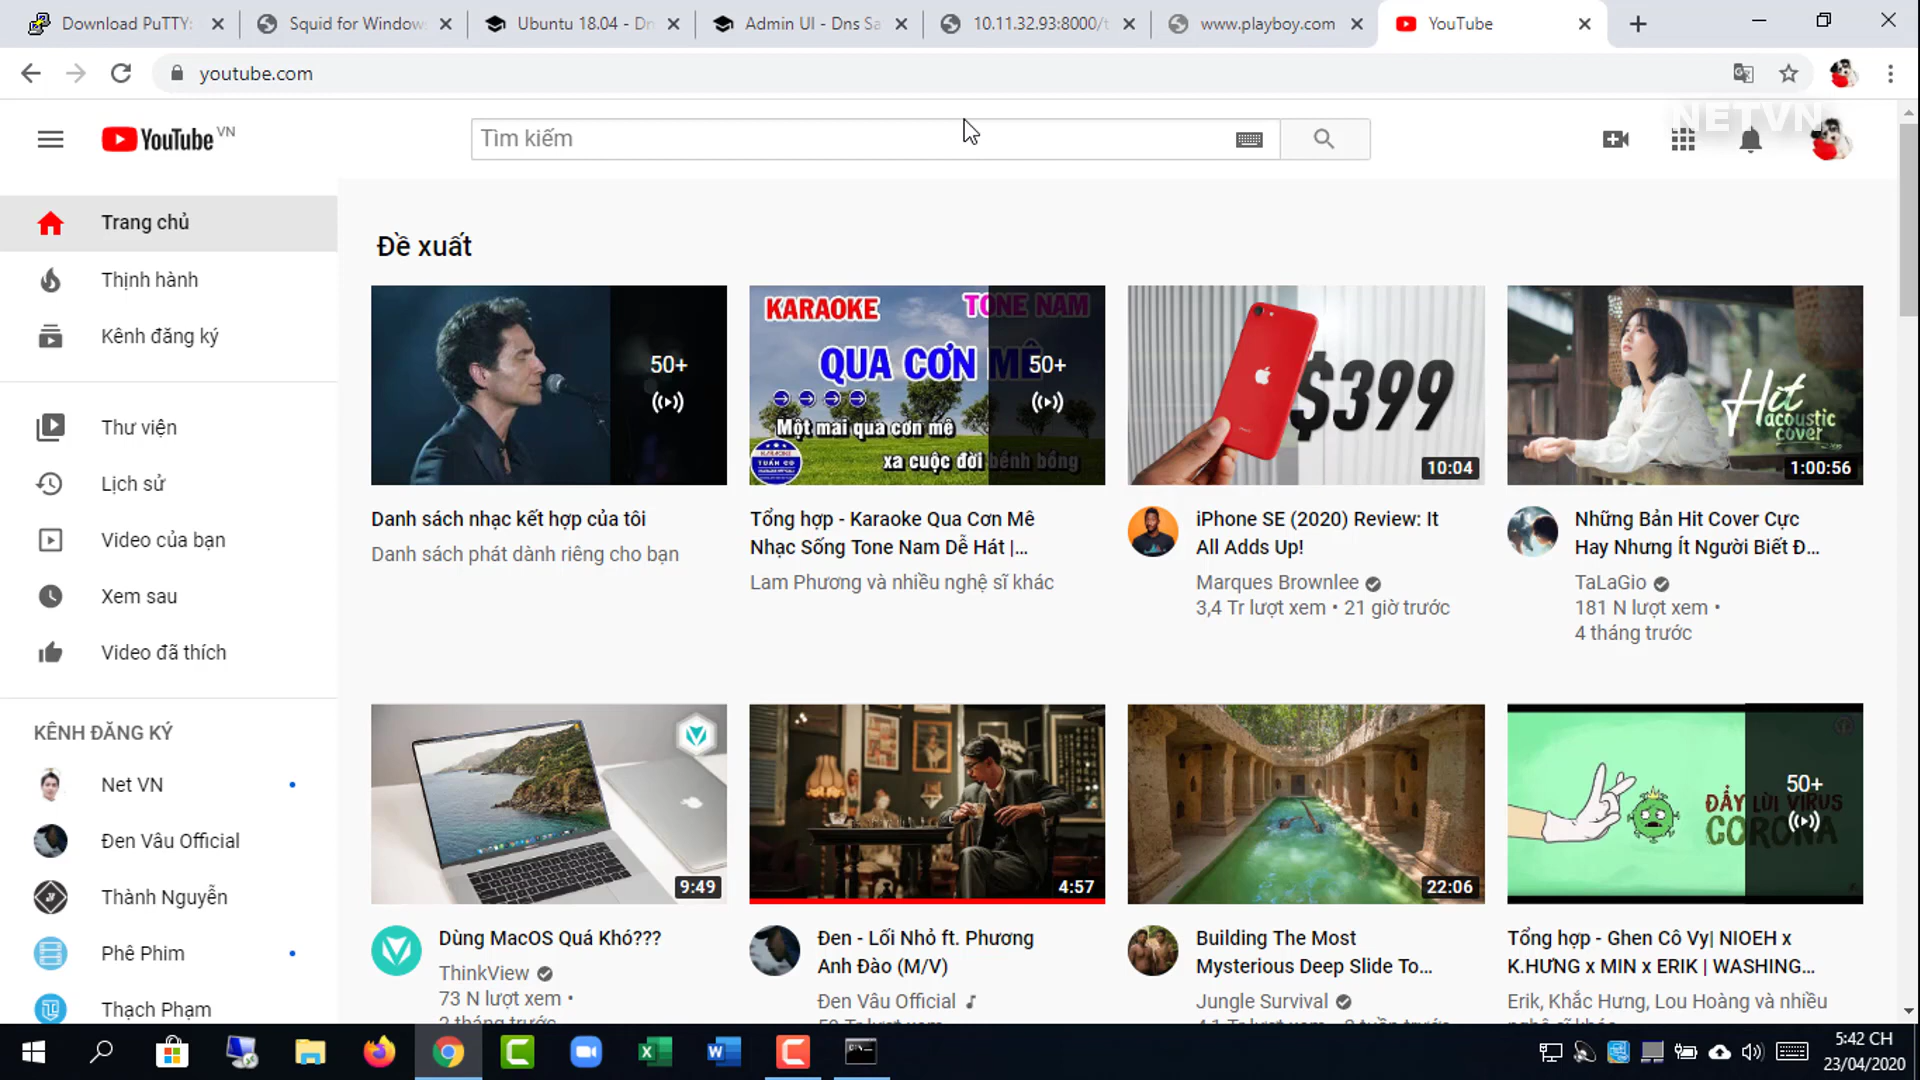 Download PuTTY:
Squid for Window
Ubuntu 18.04 - Dn
Admin UI - Dns Sa
10.11.32.93:8000/t
www.playboy.com
YouTube
youtube.com
NETVN
YouTube VN
Tìm kiếm
Trang chủ
Thịnh hành
Kênh đăng ký
Thư viện
Lịch sử
Video của bạn
Xem sau
Video đã thích
KÊNH ĐĂNG KÝ
Net VN
Đen Vâu Official
Thành Nguyễn
Phê Phim
Thạch Phạm
Đề xuất
50+
Danh sách nhạc kết hợp của tôi
Danh sách phát dành riêng cho bạn
KARAOKE
TONE NAM
QUA CƠN MÊ
50+
Một mai qua cơn mê
xa cuộc đời bềnh bồng
Tổng hợp - Karaoke Qua Cơn Mê
Nhạc Sống Tone Nam Dễ Hát |...
Lam Phương và nhiều nghệ sĩ khác
$399
10:04
iPhone SE (2020) Review: It
All Adds Up!
Marques Brownlee
3,4 Tr lượt xem • 21 giờ trước
Hit
acoustic
cover
1:00:56
Những Bản Hit Cover Cực
Hay Nhưng Ít Người Biết Đ...
TaLaGio
181 N lượt xem •
4 tháng trước
9:49
Dùng MacOS Quá Khó???
ThinkView
73 N lượt xem •
2 tháng trước
4:57
Đen - Lối Nhỏ ft. Phương
Anh Đào (M/V)
Đen Vâu Official
22:06
Building The Most
Mysterious Deep Slide To...
Jungle Survival
ĐẨY LÙI VIRUS
CORONA
50+
Tổng hợp - Ghen Cô Vy| NIOEH x
K.HƯNG x MIN x ERIK | WASHING...
Erik, Khắc Hưng, Lou Hoàng và nhiều
nghệ sĩ khác
5:42 CH
23/04/2020